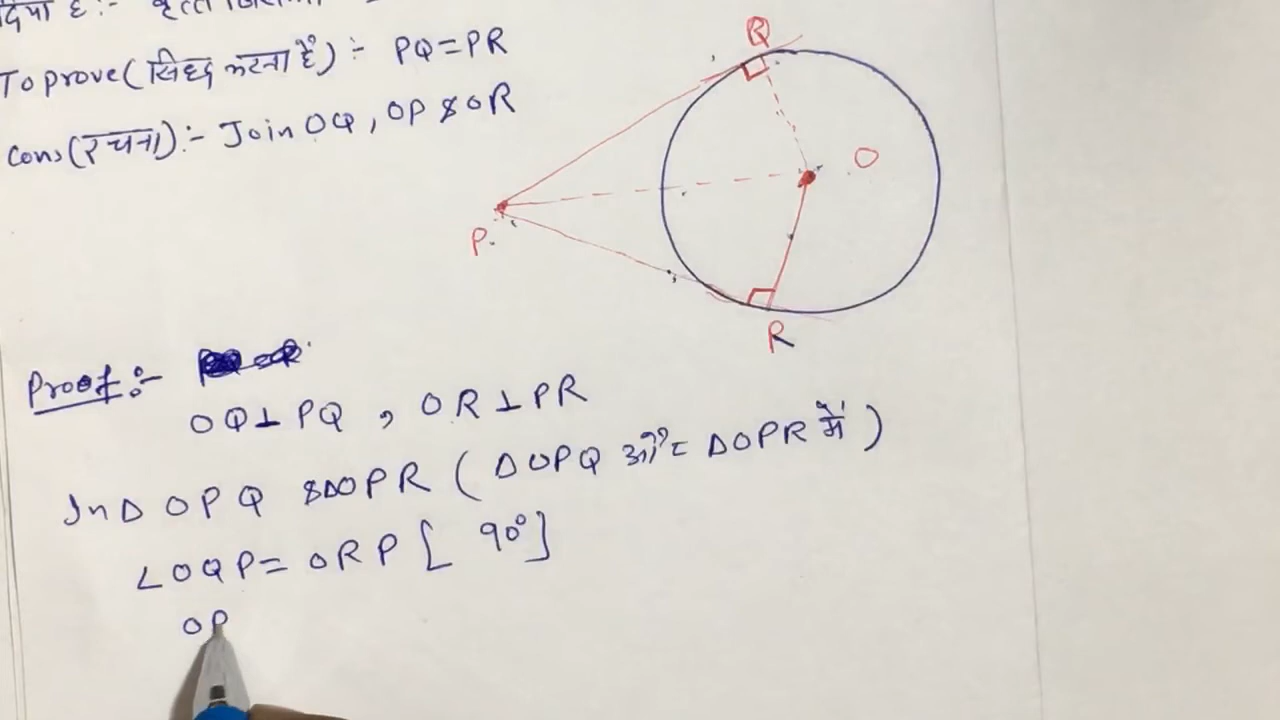 दिया है :- वृत्त
To prove (सिद्ध करना है) :- PQ = PR
Cons (रचना) :- Join OQ, OP & OR
Q
O
P.
R
Proof :-
OQ ⊥ PQ , OR ⊥ PR
In Δ OPQ & Δ OPR ( Δ OPQ और Δ OPR में )
∠OQP = ORP [ 90° ]
OP